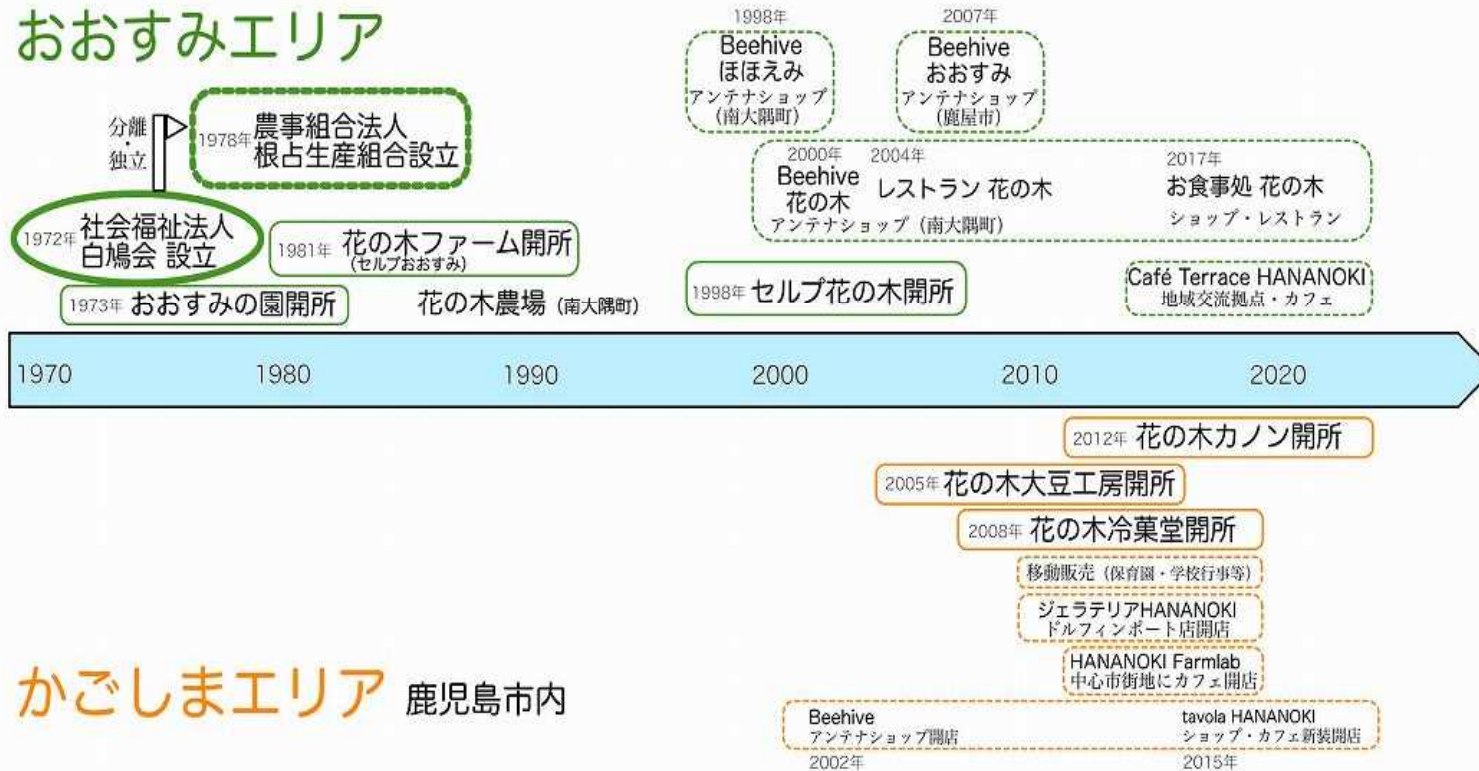 おおすみエリア
分離・独立
1978年 農事組合法人
根占生産組合設立
1972年 社会福祉法人
白鳩会 設立
1973年 おおすみの園開所
1981年 花の木ファーム開所
(セルプおおすみ)
花の木農場 (南大隅町)
1998年
Beehive
ほほえみ
アンテナショップ
(南大隅町)
2007年
Beehive
おおすみ
アンテナショップ
(鹿屋市)
2000年
Beehive
花の木
アンテナショップ (南大隅町)
2004年
レストラン 花の木
2017年
お食事処 花の木
ショップ・レストラン
1998年 セルプ花の木開所
Café Terrace HANANOKI
地域交流拠点・カフェ
1970 1980 1990 2000 2010 2020
2012年 花の木カノン開所
2005年 花の木大豆工房開所
2008年 花の木冷菓堂開所
移動販売 (保育園・学校行事等)
ジェラテリアHANANOKI
ドルフィンポート店開店
HANANOKI Farmlab
中心市街地にカフェ開店
かごしまエリア 鹿児島市内
Beehive
アンテナショップ開店
2002年
tavola HANANOKI
ショップ・カフェ新装開店
2015年